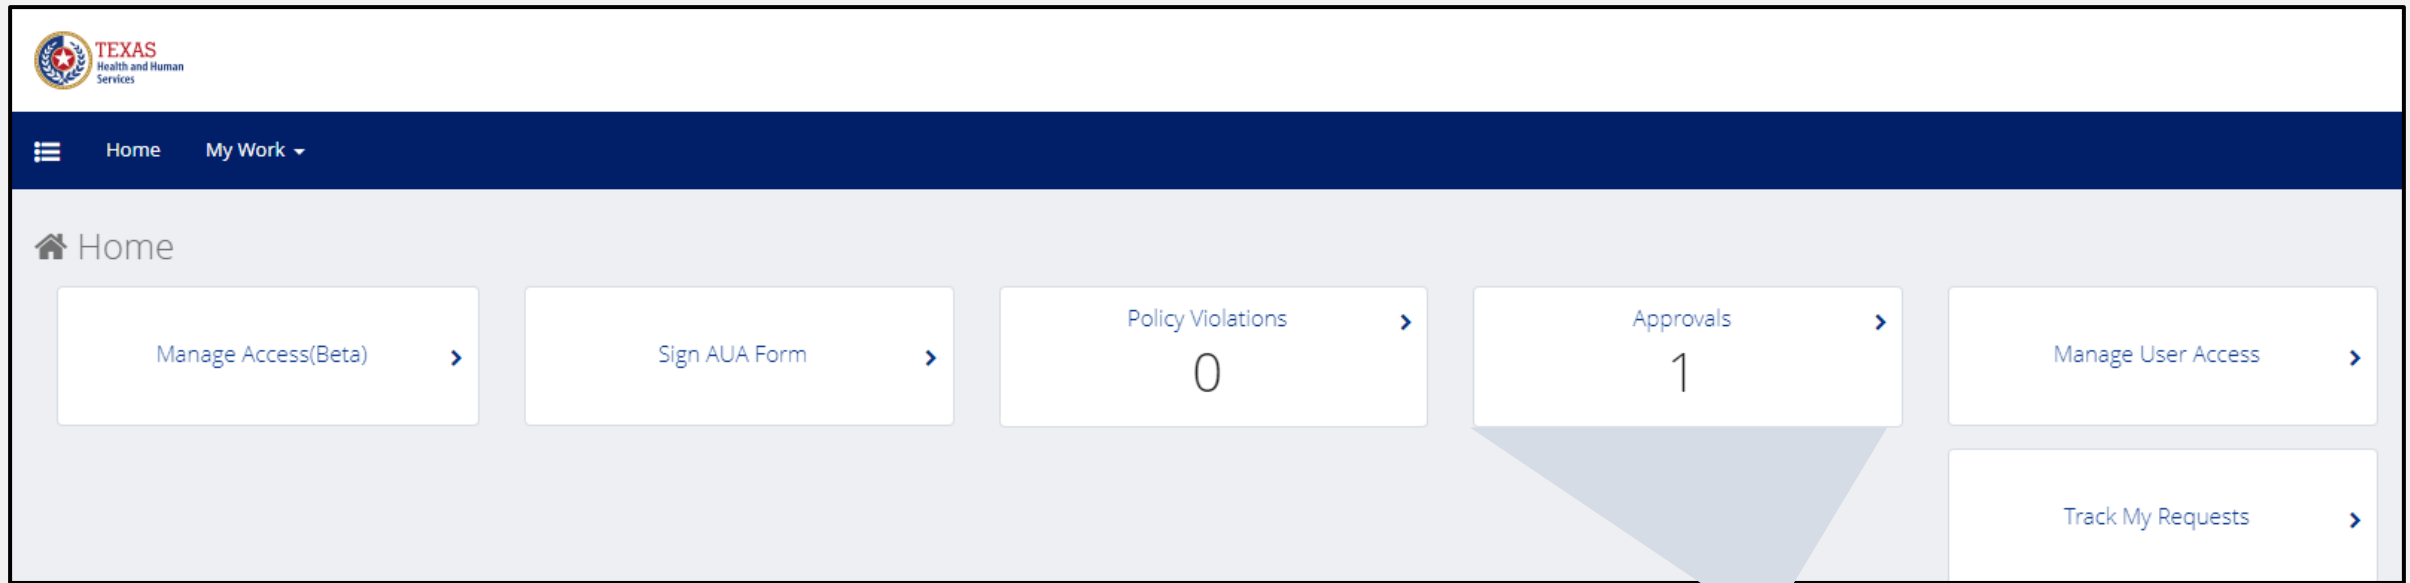 TEXAS
Health and Human
Services
Home My Work
Home
Manage Access(Beta)
Sign AUA Form
Policy Violations
0
Approvals
1
Manage User Access
Track My Requests